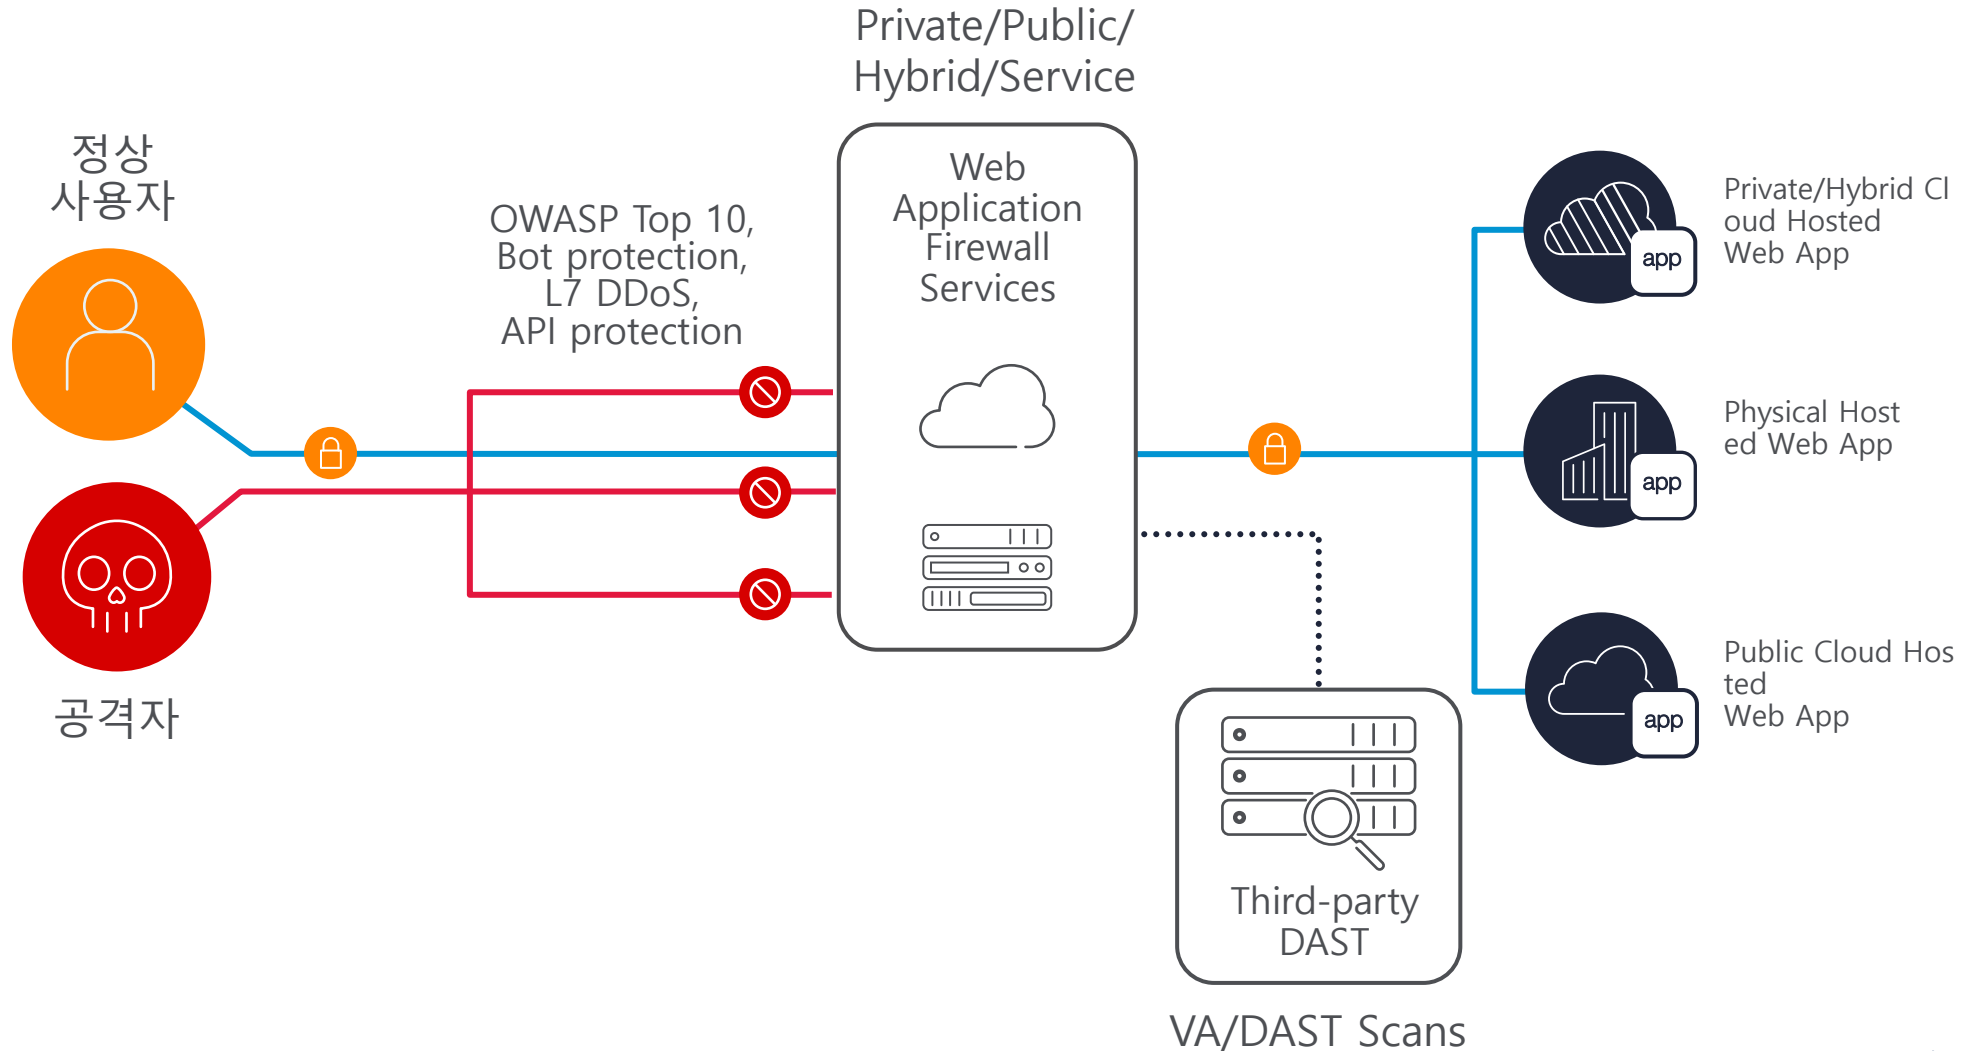 Private/Public/
Hybrid/Service
정상
사용자
OWASP Top 10,
Bot protection,
L7 DDoS,
API protection
Web
Application
Firewall
Services
공격자
Private/Hybrid Cl
oud Hosted
Web App
app
Physical Host
ed Web App
app
Public Cloud Hos
ted
Web App
app
Third-party
DAST
VA/DAST Scans